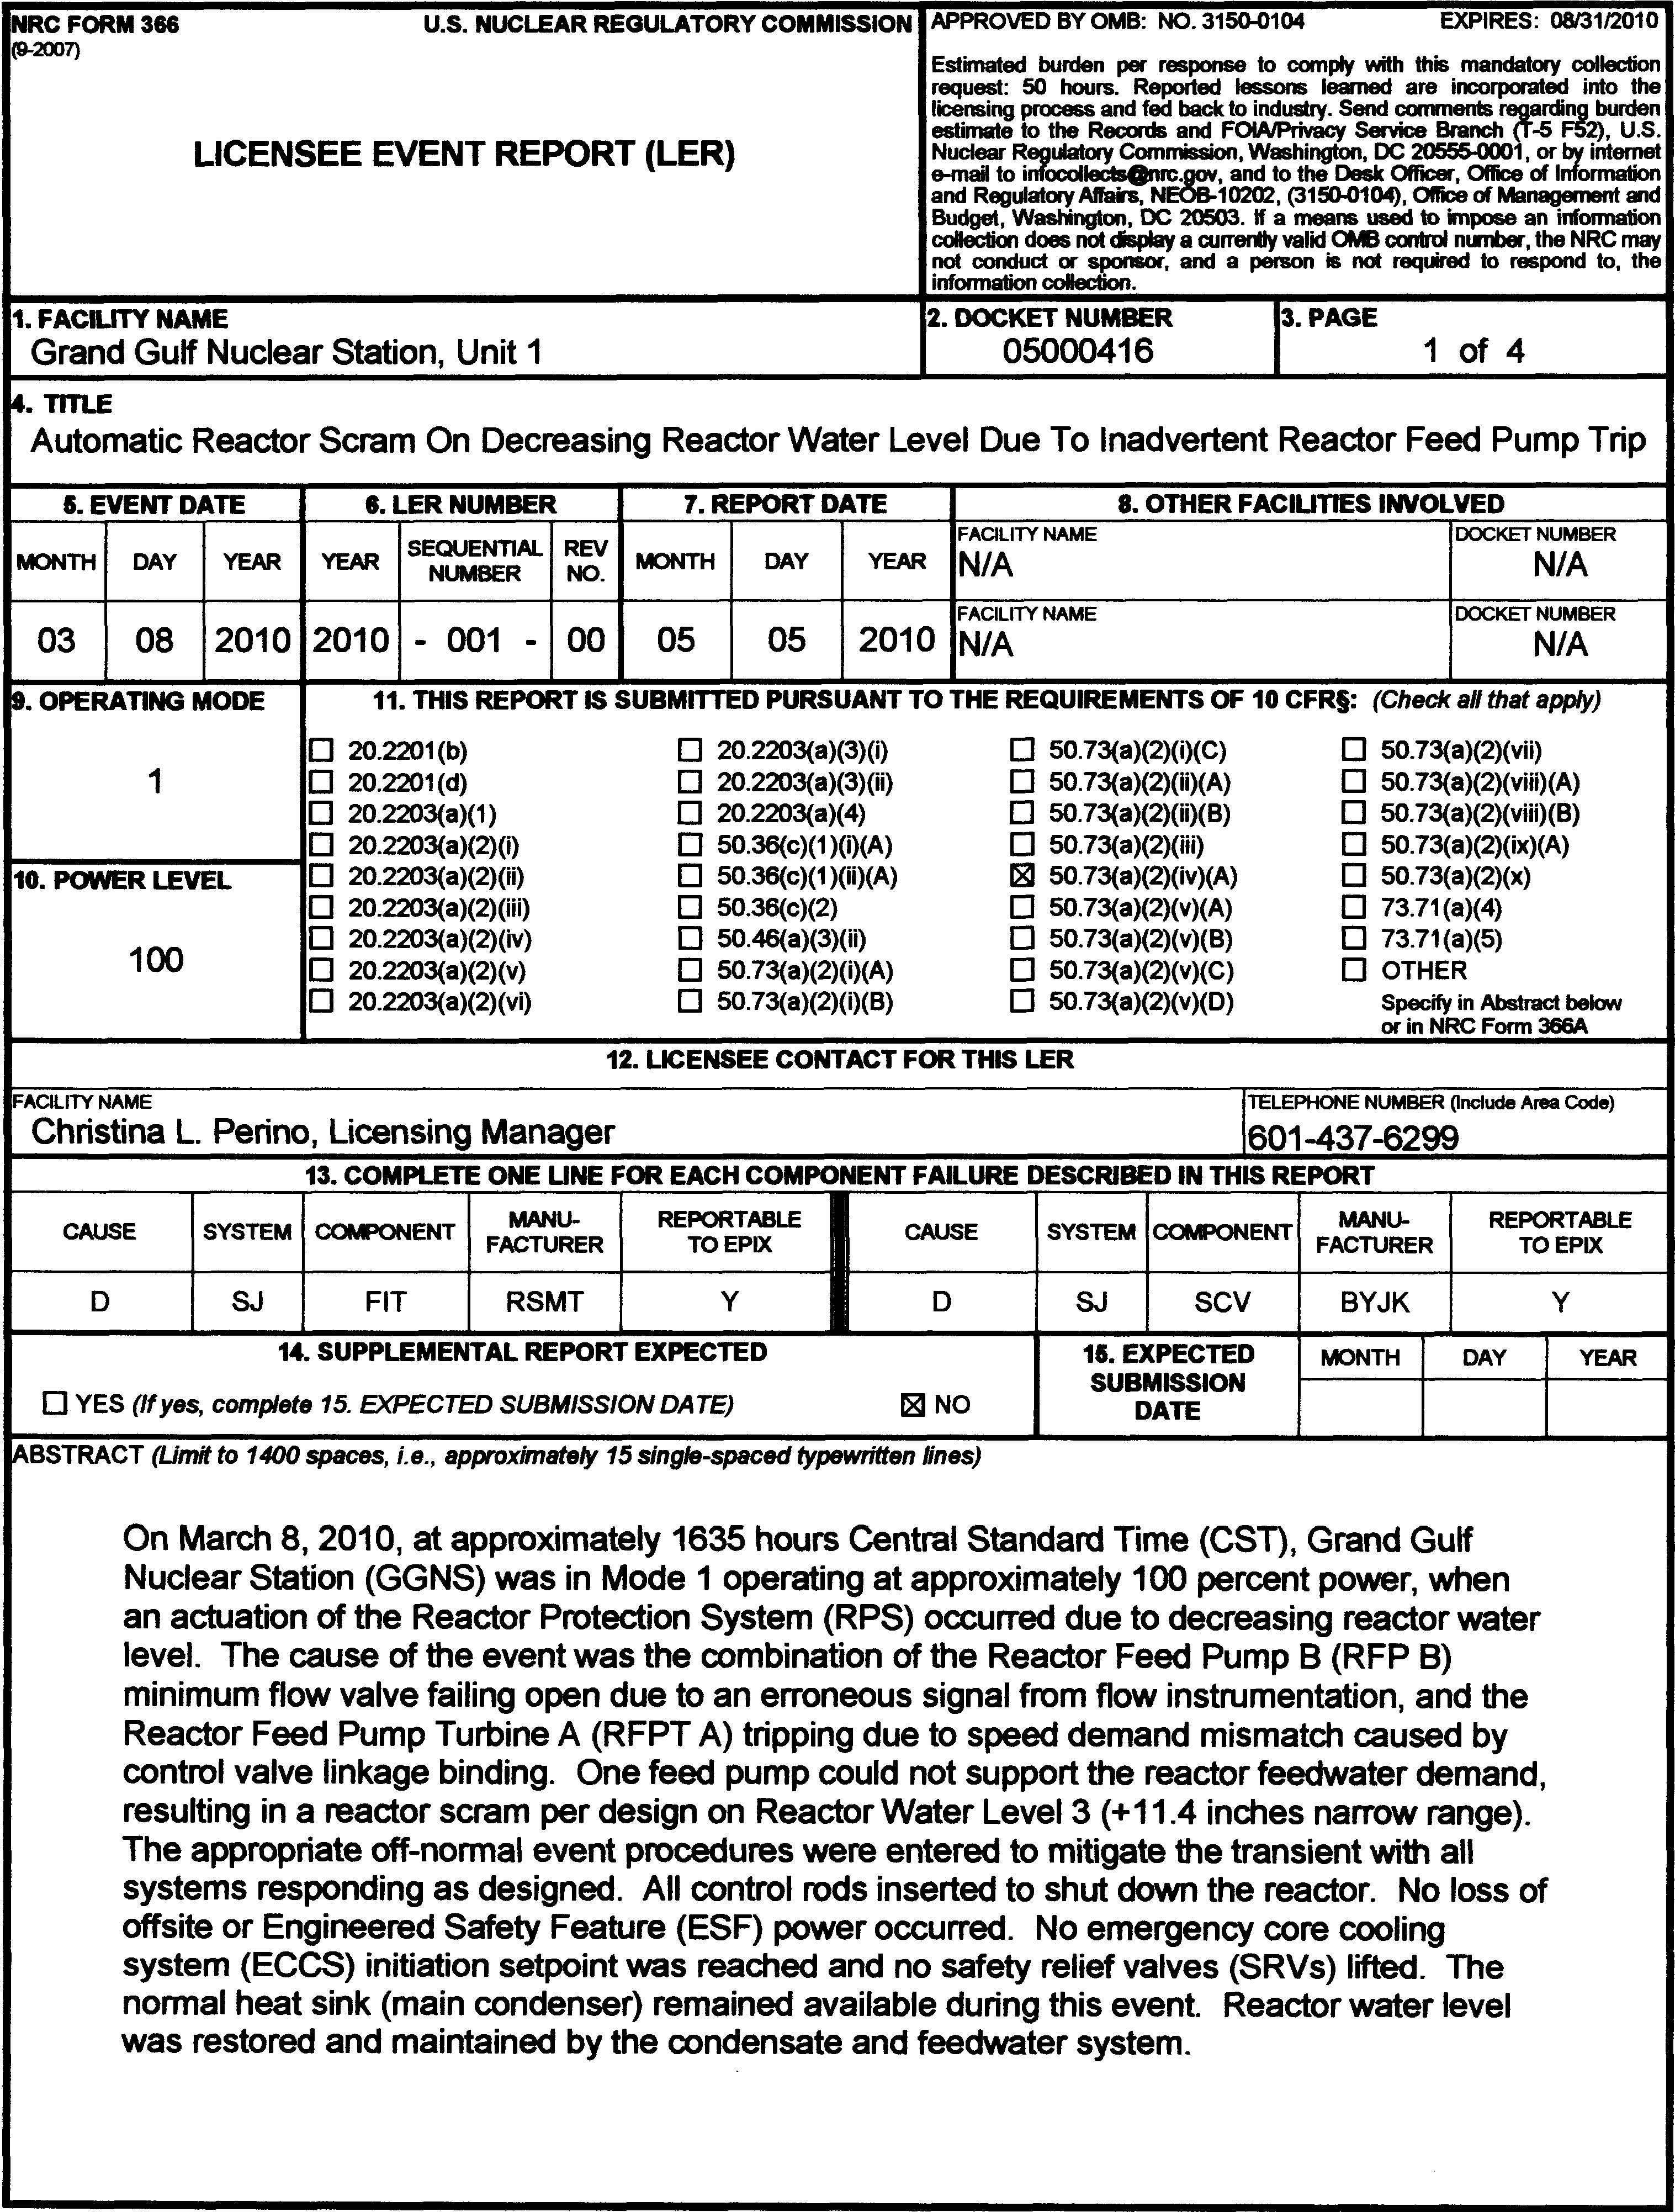 NRC FORM 366 U.S. NUCLEAR REGULATORY COMMISSION
(9-2007)
LICENSEE EVENT REPORT (LER)
APPROVED BY OMB: NO. 3150-0104 EXPIRES: 08/31/2010
Estimated burden per response to comply with this mandatory collection
request: 50 hours. Reported lessons learned are incorporated into the
licensing process and fed back to industry. Send comments regarding burden
estimate to the Records and FOIA/Privacy Service Branch (T-5 F52), U.S.
Nuclear Regulatory Commission, Washington, DC 20555-0001, or by internet
e-mail to infocollects@nrc.gov, and to the Desk Officer, Office of Information
and Regulatory Affairs, NEOB-10202, (3150-0104), Office of Management and
Budget, Washington, DC 20503. If a means used to impose an information
collection does not display a currently valid OMB control number, the NRC may
not conduct or sponsor, and a person is not required to respond to, the
information collection.
1. FACILITY NAME
Grand Gulf Nuclear Station, Unit 1
2. DOCKET NUMBER
05000416
3. PAGE
1 of 4
4. TITLE
Automatic Reactor Scram On Decreasing Reactor Water Level Due To Inadvertent Reactor Feed Pump Trip
5. EVENT DATE 6. LER NUMBER 7. REPORT DATE 8. OTHER FACILITIES INVOLVED
MONTH DAY YEAR YEAR SEQUENTIAL NUMBER REV NO. MONTH DAY YEAR
FACILITY NAME DOCKET NUMBER
N/A N/A
03 08 2010 2010 - 001 - 00 05 05 2010
FACILITY NAME DOCKET NUMBER
N/A N/A
9. OPERATING MODE
1
10. POWER LEVEL
100
11. THIS REPORT IS SUBMITTED PURSUANT TO THE REQUIREMENTS OF 10 CFR§: (Check all that apply)
☐ 20.2201(b) ☐ 20.2203(a)(3)(i) ☐ 50.73(a)(2)(i)(C) ☐ 50.73(a)(2)(vii)
☐ 20.2201(d) ☐ 20.2203(a)(3)(ii) ☐ 50.73(a)(2)(ii)(A) ☐ 50.73(a)(2)(viii)(A)
☐ 20.2203(a)(1) ☐ 20.2203(a)(4) ☐ 50.73(a)(2)(ii)(B) ☐ 50.73(a)(2)(viii)(B)
☐ 20.2203(a)(2)(i) ☐ 50.36(c)(1)(i)(A) ☐ 50.73(a)(2)(iii) ☐ 50.73(a)(2)(ix)(A)
☐ 20.2203(a)(2)(ii) ☐ 50.36(c)(1)(ii)(A) ☒ 50.73(a)(2)(iv)(A) ☐ 50.73(a)(2)(x)
☐ 20.2203(a)(2)(iii) ☐ 50.36(c)(2) ☐ 50.73(a)(2)(v)(A) ☐ 73.71(a)(4)
☐ 20.2203(a)(2)(iv) ☐ 50.46(a)(3)(ii) ☐ 50.73(a)(2)(v)(B) ☐ 73.71(a)(5)
☐ 20.2203(a)(2)(v) ☐ 50.73(a)(2)(i)(A) ☐ 50.73(a)(2)(v)(C) ☐ OTHER
☐ 20.2203(a)(2)(vi) ☐ 50.73(a)(2)(i)(B) ☐ 50.73(a)(2)(v)(D) Specify in Abstract below
or in NRC Form 366A
12. LICENSEE CONTACT FOR THIS LER
FACILITY NAME TELEPHONE NUMBER (Include Area Code)
Christina L. Perino, Licensing Manager 601-437-6299
13. COMPLETE ONE LINE FOR EACH COMPONENT FAILURE DESCRIBED IN THIS REPORT
CAUSE SYSTEM COMPONENT MANU-FACTURER REPORTABLE TO EPIX CAUSE SYSTEM COMPONENT MANU-FACTURER REPORTABLE TO EPIX
D SJ FIT RSMT Y D SJ SCV BYJK Y
14. SUPPLEMENTAL REPORT EXPECTED
☐ YES (If yes, complete 15. EXPECTED SUBMISSION DATE) ☒ NO
15. EXPECTED
SUBMISSION
DATE
MONTH DAY YEAR
ABSTRACT (Limit to 1400 spaces, i.e., approximately 15 single-spaced typewritten lines)
On March 8, 2010, at approximately 1635 hours Central Standard Time (CST), Grand Gulf
Nuclear Station (GGNS) was in Mode 1 operating at approximately 100 percent power, when
an actuation of the Reactor Protection System (RPS) occurred due to decreasing reactor water
level. The cause of the event was the combination of the Reactor Feed Pump B (RFP B)
minimum flow valve failing open due to an erroneous signal from flow instrumentation, and the
Reactor Feed Pump Turbine A (RFPT A) tripping due to speed demand mismatch caused by
control valve linkage binding. One feed pump could not support the reactor feedwater demand,
resulting in a reactor scram per design on Reactor Water Level 3 (+11.4 inches narrow range).
The appropriate off-normal event procedures were entered to mitigate the transient with all
systems responding as designed. All control rods inserted to shut down the reactor. No loss of
offsite or Engineered Safety Feature (ESF) power occurred. No emergency core cooling
system (ECCS) initiation setpoint was reached and no safety relief valves (SRVs) lifted. The
normal heat sink (main condenser) remained available during this event. Reactor water level
was restored and maintained by the condensate and feedwater system.